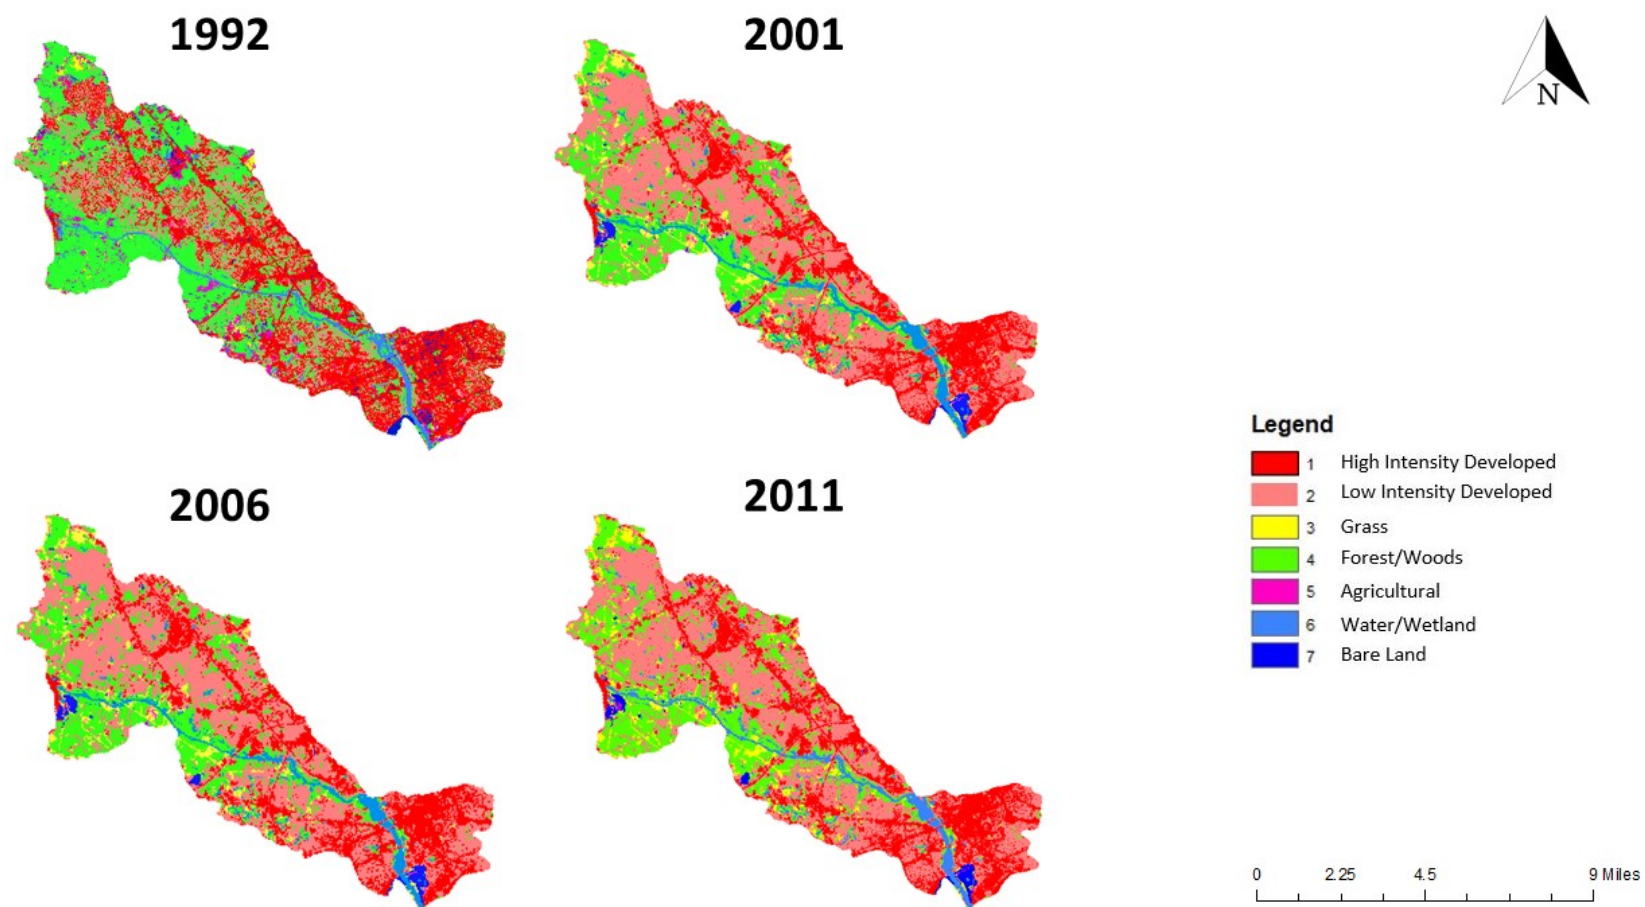 1992
2001
N
2006
2011
Legend
1 High Intensity Developed
2 Low Intensity Developed
3 Grass
4 Forest/Woods
5 Agricultural
6 Water/Wetland
7 Bare Land
0 2.25 4.5 9 Miles